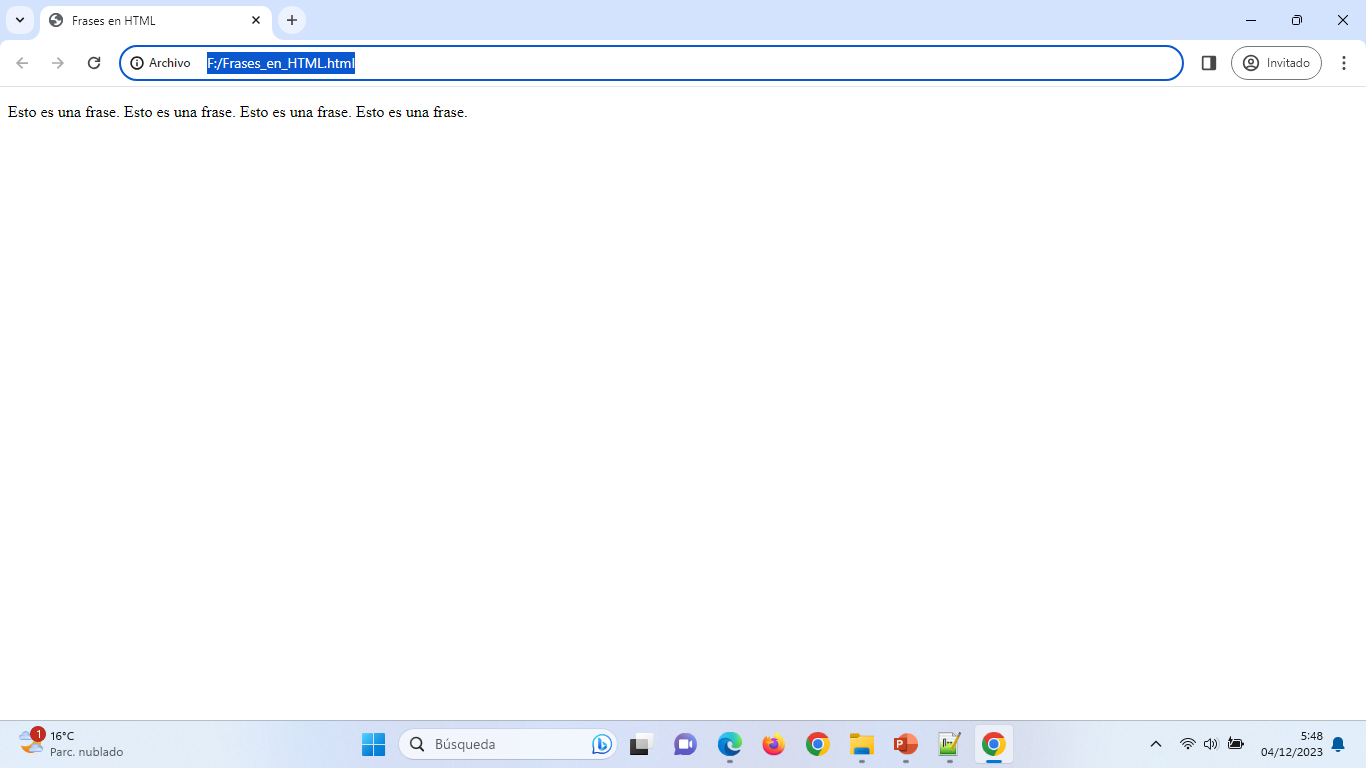 Frases en HTML
Archivo F:/Frases_en_HTML.html
Invitado
Esto es una frase. Esto es una frase. Esto es una frase. Esto es una frase.
1
16°C
Parc. nublado
Búsqueda
5:48
04/12/2023